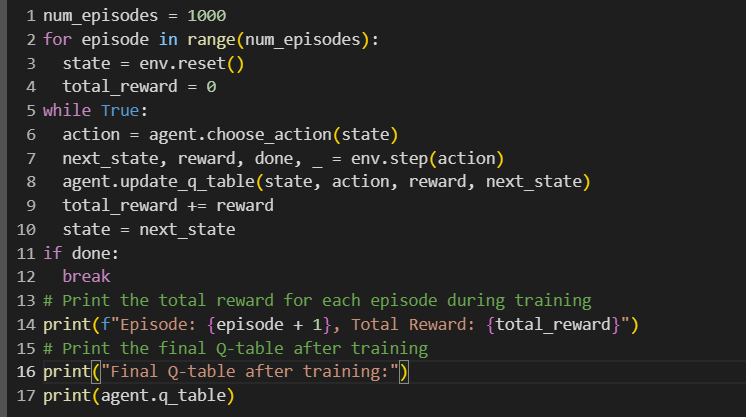 1 num_episodes = 1000
2 for episode in range(num_episodes):
3   state = env.reset()
4   total_reward = 0
5 while True:
6   action = agent.choose_action(state)
7   next_state, reward, done, _ = env.step(action)
8   agent.update_q_table(state, action, reward, next_state)
9   total_reward += reward
10   state = next_state
11 if done:
12   break
13 # Print the total reward for each episode during training
14 print(f"Episode: {episode + 1}, Total Reward: {total_reward}")
15 # Print the final Q-table after training
16 print("Final Q-table after training:")
17 print(agent.q_table)